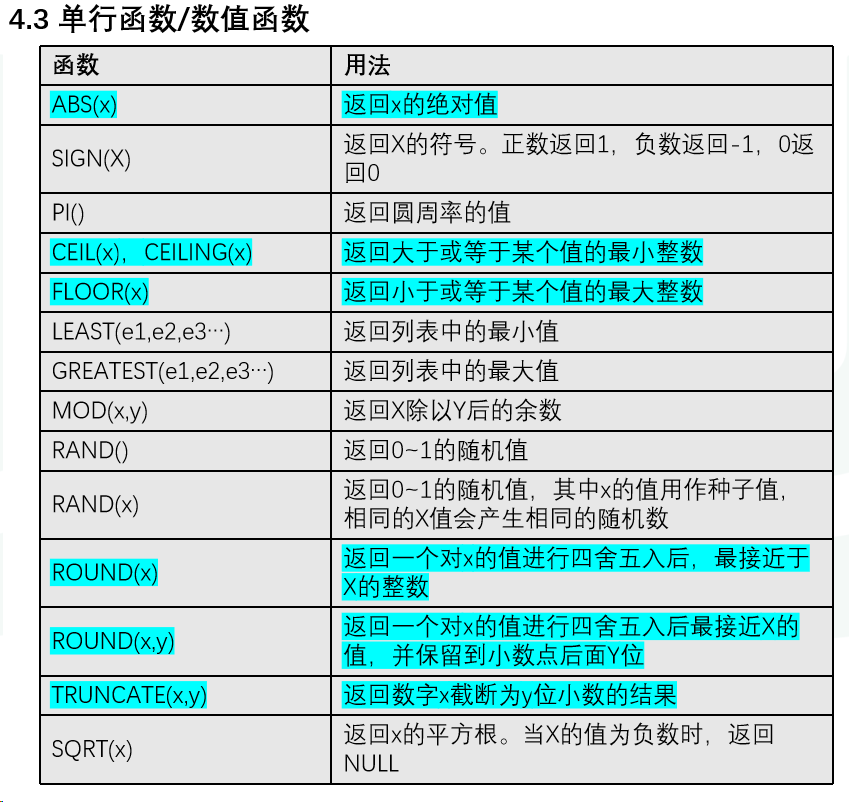 4.3 单行函数/数值函数
函数 用法
ABS(x) 返回x的绝对值
SIGN(X) 返回X的符号。正数返回1，负数返回-1，0返
回0
PI() 返回圆周率的值
CEIL(x)，CEILING(x) 返回大于或等于某个值的最小整数
FLOOR(x) 返回小于或等于某个值的最大整数
LEAST(e1,e2,e3…) 返回列表中的最小值
GREATEST(e1,e2,e3…) 返回列表中的最大值
MOD(x,y) 返回X除以Y后的余数
RAND() 返回0~1的随机值
RAND(x) 返回0~1的随机值，其中x的值用作种子值，
相同的X值会产生相同的随机数
ROUND(x) 返回一个对x的值进行四舍五入后，最接近于
X的整数
ROUND(x,y) 返回一个对x的值进行四舍五入后最接近X的
值，并保留到小数点后面Y位
TRUNCATE(x,y) 返回数字x截断为y位小数的结果
SQRT(x) 返回x的平方根。当X的值为负数时，返回
NULL